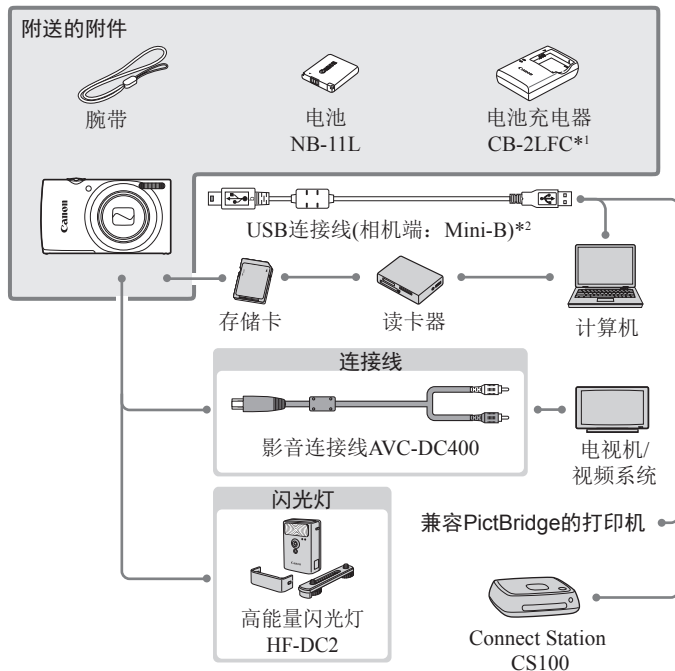 附送的附件
腕带
电池
NB-11L
电池充电器
CB-2LFC*1
Canon
USB连接线(相机端：Mini-B)*2
存储卡
读卡器
计算机
连接线
影音连接线AVC-DC400
电视机/
视频系统
闪光灯
高能量闪光灯
HF-DC2
兼容PictBridge的打印机
Connect Station
CS100